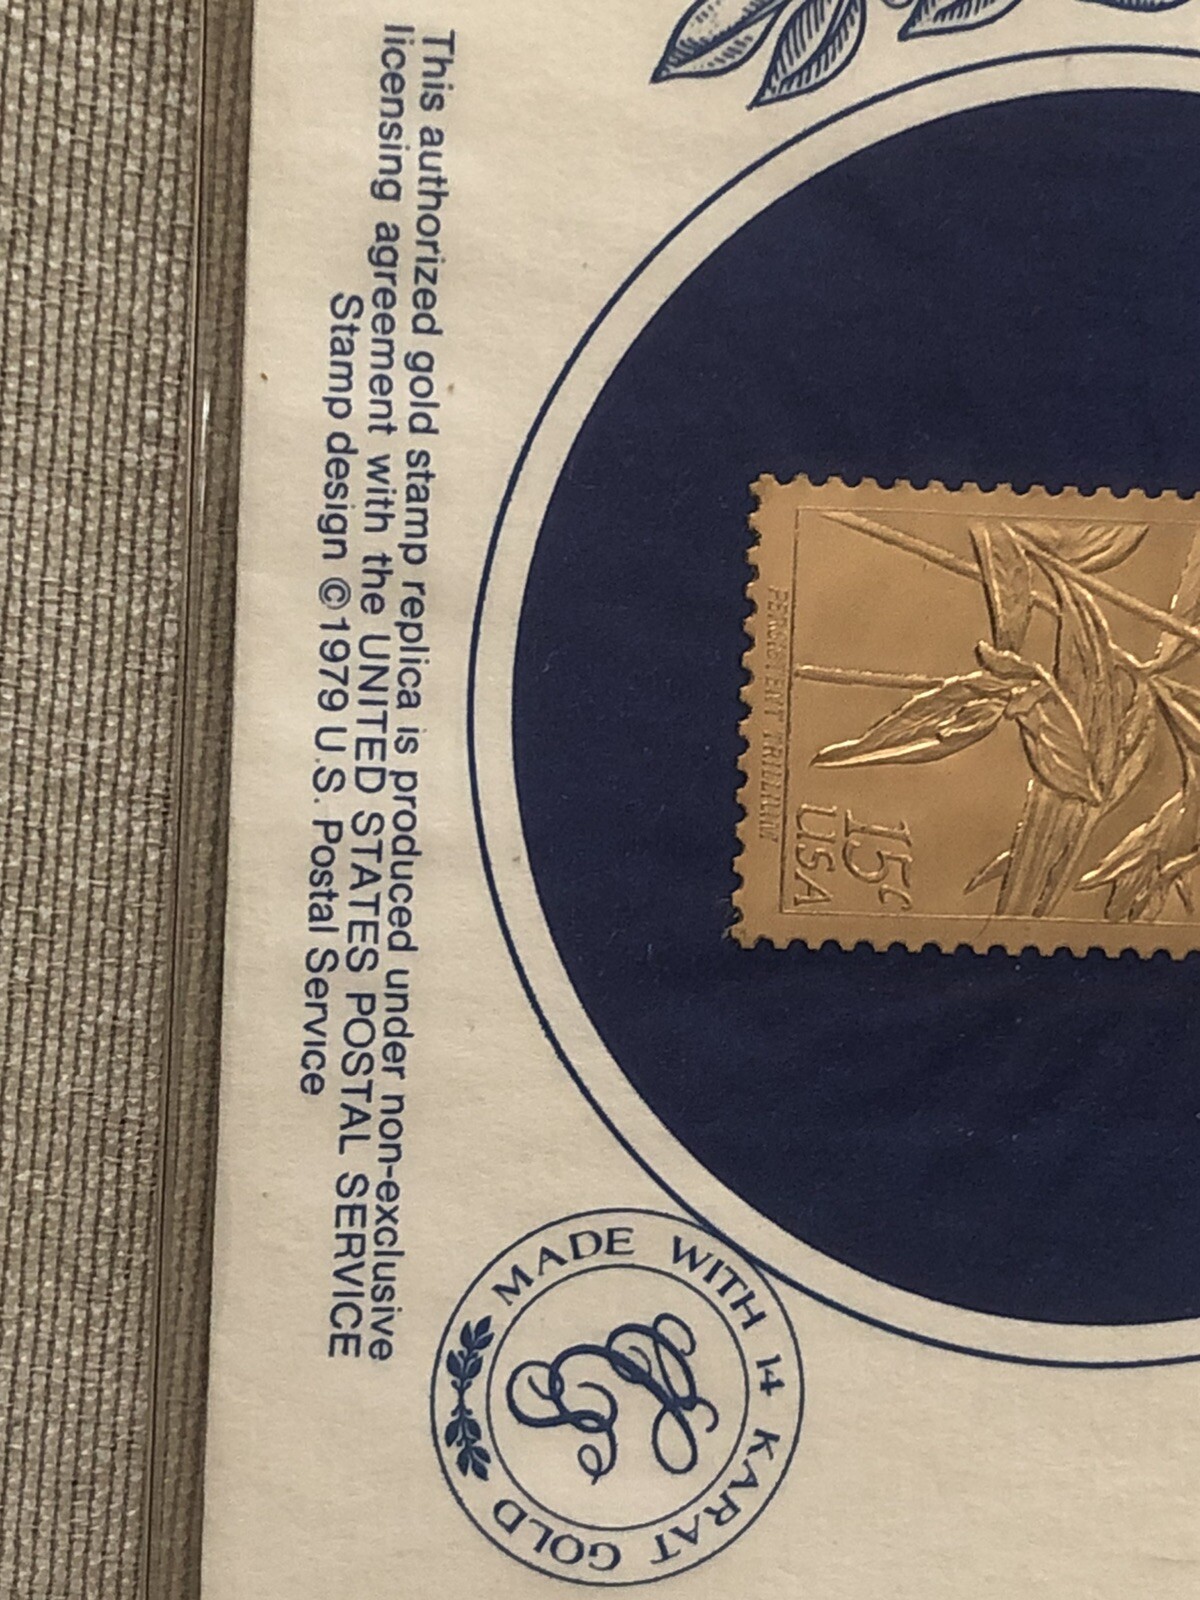 This authorized gold stamp replica is produced under non-exclusive
licensing agreement with the UNITED STATES POSTAL SERVICE
Stamp design ©1979 U.S. Postal Service
PERSISTENT TRILLIUM
15c
USA
MADE WITH 14 KARAT GOLD